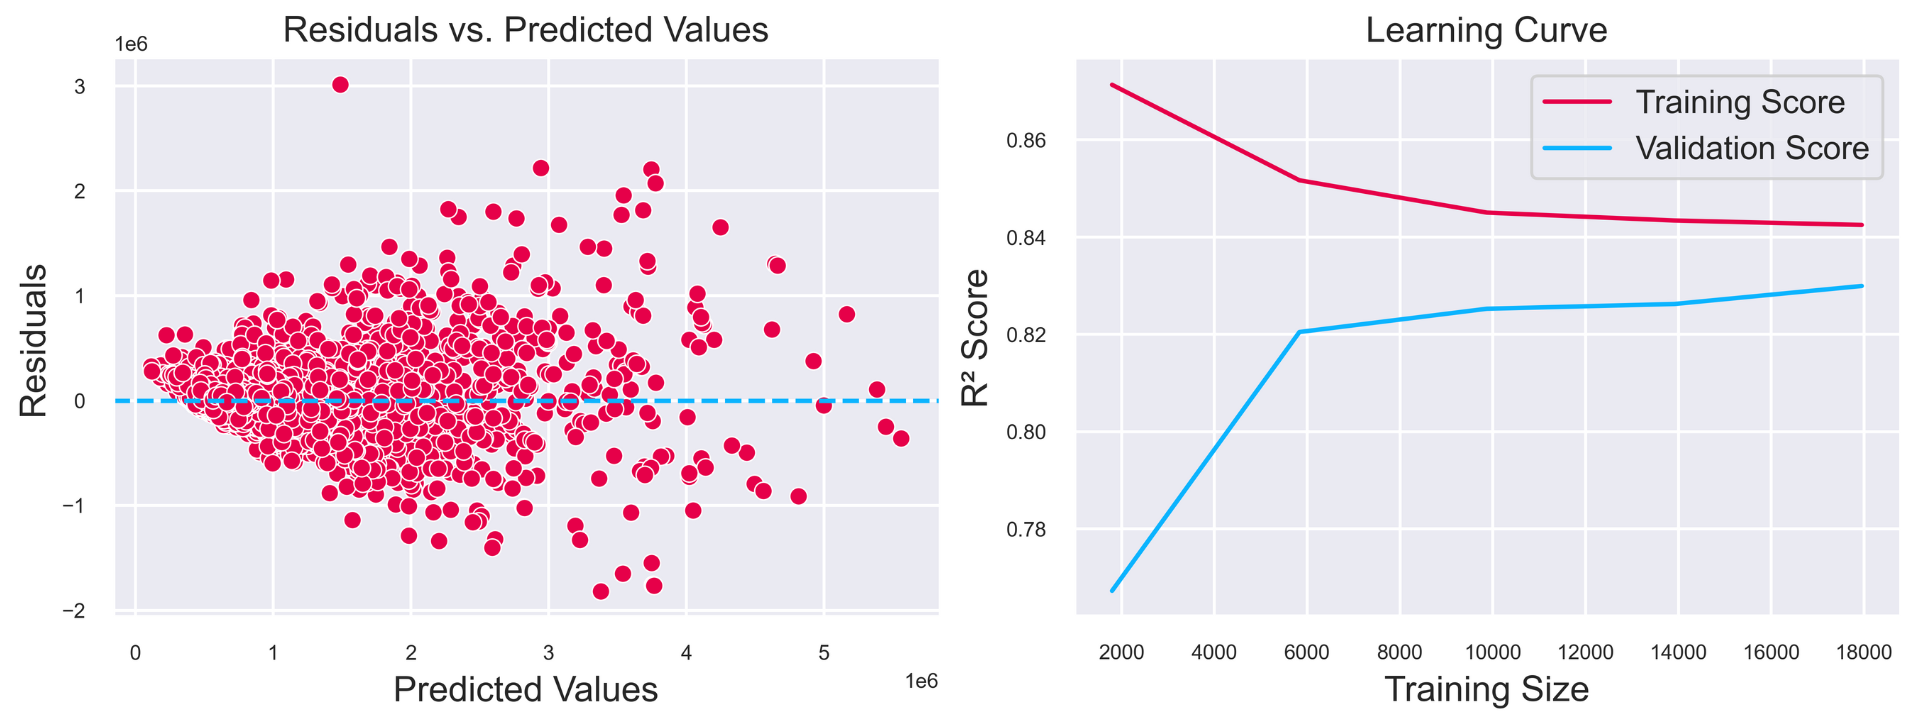 Residuals vs. Predicted Values
1e6
3
2
1
0
−1
−2
Residuals
0 1 2 3 4 5
1e6
Predicted Values
Learning Curve
Training Score
Validation Score
0.86
0.84
0.82
0.80
0.78
R² Score
2000 4000 6000 8000 10000 12000 14000 16000 18000
Training Size